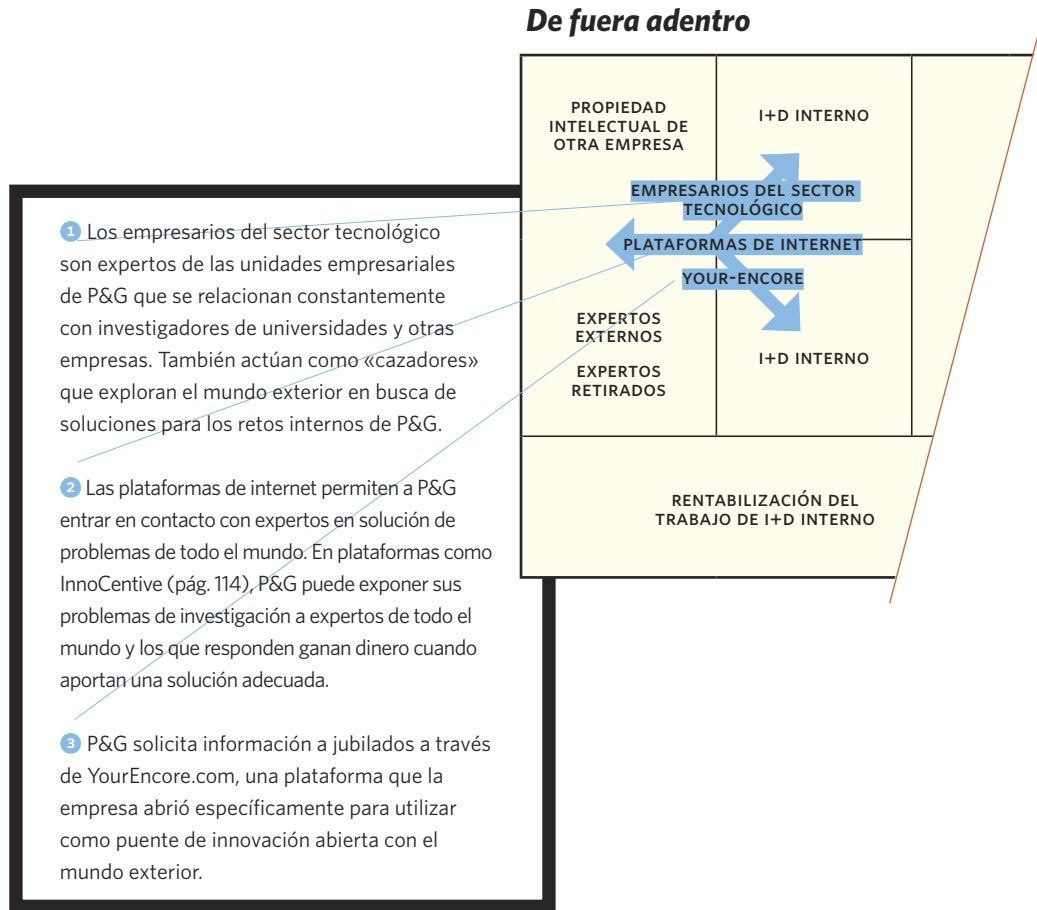 De fuera adentro
PROPIEDAD
INTELECTUAL DE
OTRA EMPRESA
I+D INTERNO
EMPRESARIOS DEL SECTOR
TECNOLÓGICO
PLATAFORMAS DE INTERNET
YOUR-ENCORE
EXPERTOS
EXTERNOS
EXPERTOS
RETIRADOS
I+D INTERNO
RENTABILIZACIÓN DEL
TRABAJO DE I+D INTERNO
1 Los empresarios del sector tecnológico
son expertos de las unidades empresariales
de P&G que se relacionan constantemente
con investigadores de universidades y otras
empresas. También actúan como «cazadores»
que exploran el mundo exterior en busca de
soluciones para los retos internos de P&G.
2 Las plataformas de internet permiten a P&G
entrar en contacto con expertos en solución de
problemas de todo el mundo. En plataformas como
InnoCentive (pág. 114), P&G puede exponer sus
problemas de investigación a expertos de todo el
mundo y los que responden ganan dinero cuando
aportan una solución adecuada.
3 P&G solicita información a jubilados a través
de YourEncore.com, una plataforma que la
empresa abrió específicamente para utilizar
como puente de innovación abierta con el
mundo exterior.